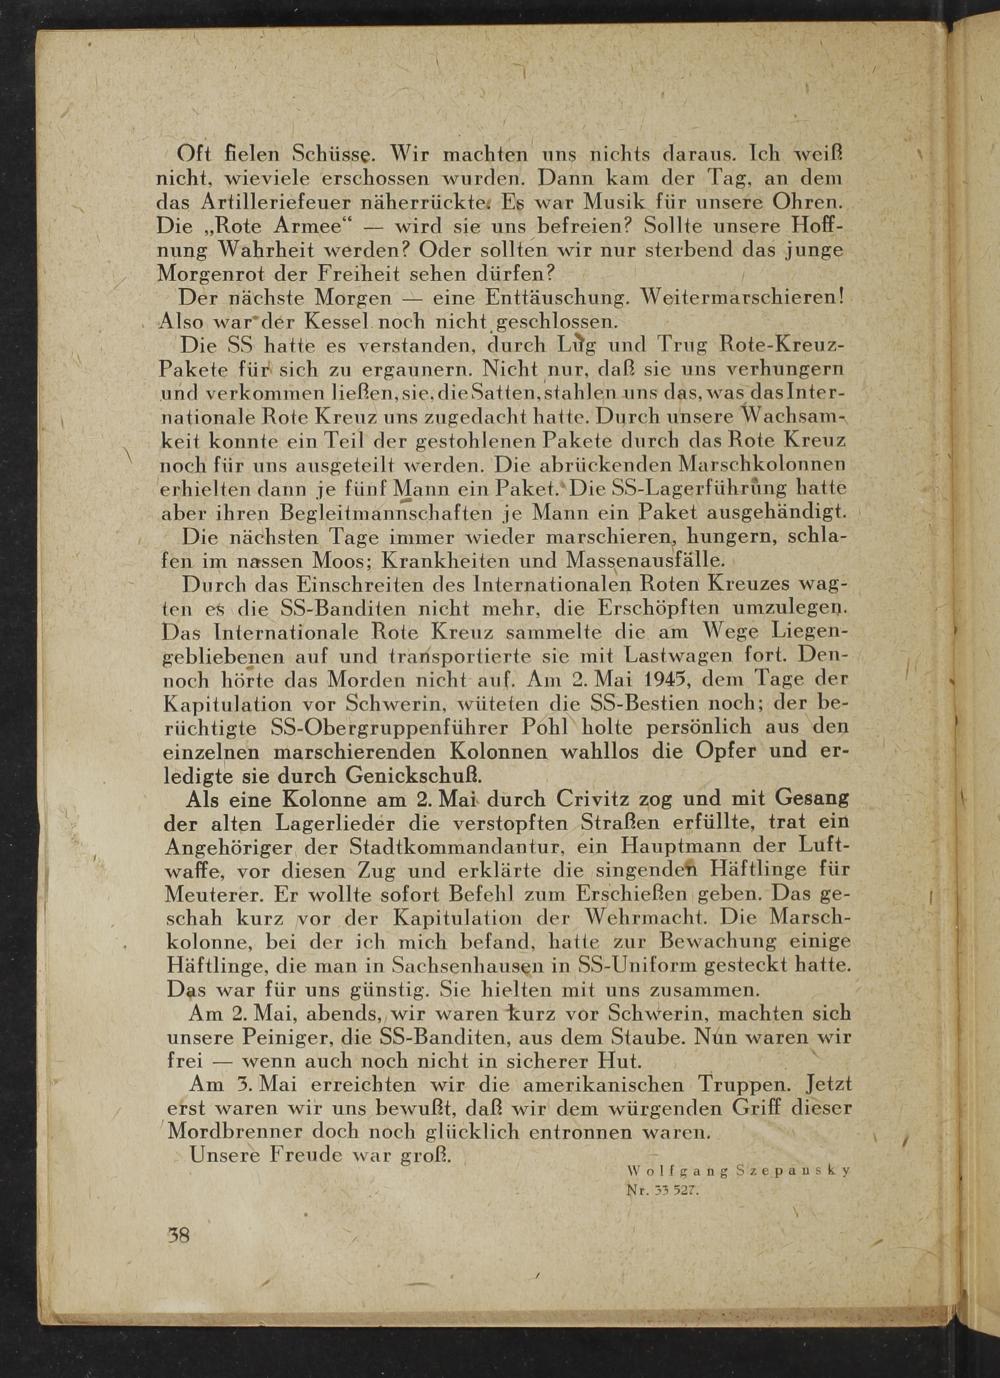 Oft fielen Schüsse. Wir machten uns nichts daraus. Ich weiß
nicht, wieviele erschossen wurden. Dann kam der Tag, an dem
das Artilleriefeuer näherrückte. Es war Musik für unsere Ohren.
Die „Rote Armee“ — wird sie uns befreien? Sollte unsere Hoff-
nung Wahrheit werden? Oder sollten wir nur sterbend das junge
Morgenrot der Freiheit sehen dürfen?
Der nächste Morgen — eine Enttäuschung. Weitermarschieren!
Also war der Kessel noch nicht geschlossen.
Die SS hatte es verstanden, durch Lug und Trug Rote-Kreuz-
Pakete für sich zu ergaunern. Nicht nur, daß sie uns verhungern
und verkommen ließen, sie, die Satten, stahlen uns das, was das Inter-
nationale Rote Kreuz uns zugedacht hatte. Durch unsere Wachsam-
keit konnte ein Teil der gestohlenen Pakete durch das Rote Kreuz
noch für uns ausgeteilt werden. Die abrückenden Marschkolonnen
erhielten dann je fünf Mann ein Paket. Die SS-Lagerführung hatte
aber ihren Begleitmannschaften je Mann ein Paket ausgehändigt.
Die nächsten Tage immer wieder marschieren, hungern, schla-
fen im nassen Moos; Krankheiten und Massenausfälle.
Durch das Einschreiten des Internationalen Roten Kreuzes wag-
ten es die SS-Banditen nicht mehr, die Erschöpften umzulegen.
Das Internationale Rote Kreuz sammelte die am Wege Liegen-
gebliebenen auf und transportierte sie mit Lastwagen fort. Den-
noch hörte das Morden nicht auf. Am 2. Mai 1945, dem Tage der
Kapitulation vor Schwerin, wüteten die SS-Bestien noch; der be-
rüchtigte SS-Obergruppenführer Pohl holte persönlich aus den
einzelnen marschierenden Kolonnen wahllos die Opfer und er-
ledigte sie durch Genickschuß.
Als eine Kolonne am 2. Mai durch Crivitz zog und mit Gesang
der alten Lagerlieder die verstopften Straßen erfüllte, trat ein
Angehöriger der Stadtkommandantur, ein Hauptmann der Luft-
waffe, vor diesen Zug und erklärte die singenden Häftlinge für
Meuterer. Er wollte sofort Befehl zum Erschießen geben. Das ge-
schah kurz vor der Kapitulation der Wehrmacht. Die Marsch-
kolonne, bei der ich mich befand, hatte zur Bewachung einige
Häftlinge, die man in Sachsenhausen in SS-Uniform gesteckt hatte.
Das war für uns günstig. Sie hielten mit uns zusammen.
Am 2. Mai, abends, wir waren kurz vor Schwerin, machten sich
unsere Peiniger, die SS-Banditen, aus dem Staube. Nun waren wir
frei — wenn auch noch nicht in sicherer Hut.
Am 3. Mai erreichten wir die amerikanischen Truppen. Jetzt
erst waren wir uns bewußt, daß wir dem würgenden Griff dieser
Mordbrenner doch noch glücklich entronnen waren.
Unsere Freude war groß.
Wolfgang Szepansky
Nr. 33 527.
38